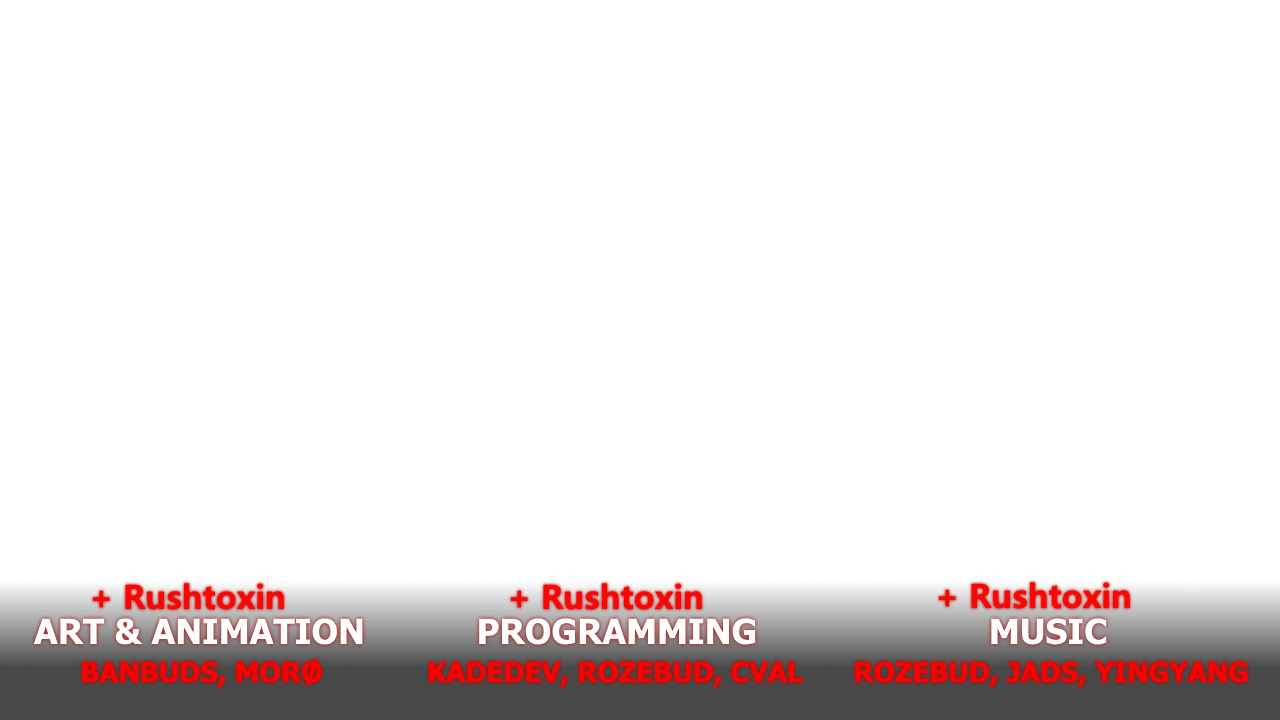 + Rushtoxin
ART & ANIMATION
BANBUDS, MORØ
+ Rushtoxin
PROGRAMMING
KADEDEV, ROZEBUD, CVAL
+ Rushtoxin
MUSIC
ROZEBUD, JADS, YINGYANG